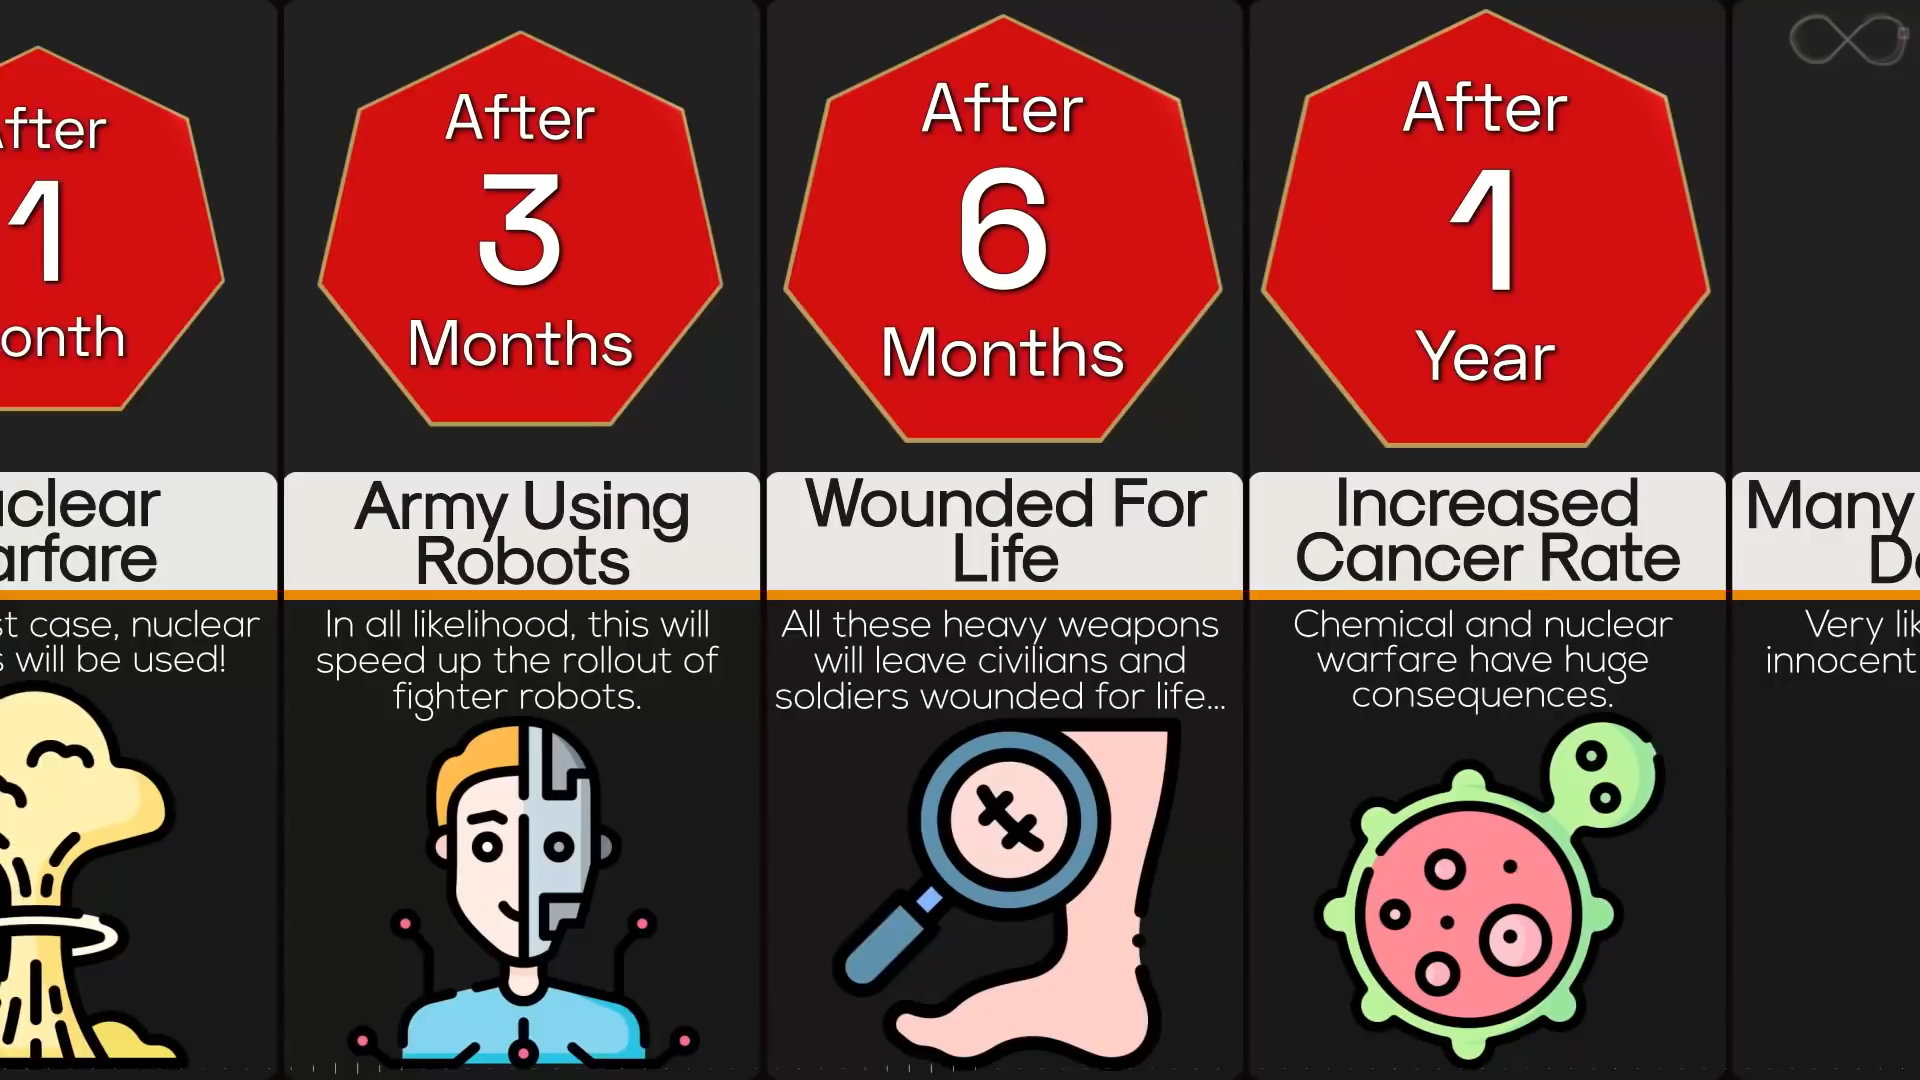 After
1
onth
uclear
arfare
st case, nuclear
s will be used!
After
3
Months
Army Using
Robots
In all likelihood, this will
speed up the rollout of
fighter robots.
After
6
Months
Wounded For
Life
All these heavy weapons
will leave civilians and
soldiers wounded for life...
After
1
Year
Increased
Cancer Rate
Chemical and nuclear
warfare have huge
consequences.
Many
De
Very lik
innocent